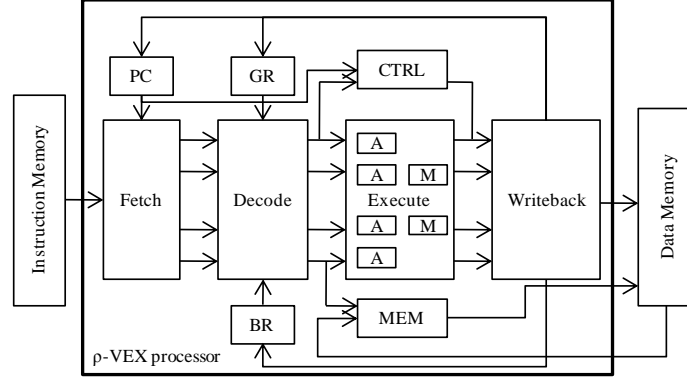 PC
GR
CTRL
Instruction Memory
Fetch
Decode
A
A M
Execute
A M
A
Writeback
Data Memory
BR
MEM
ρ-VEX processor